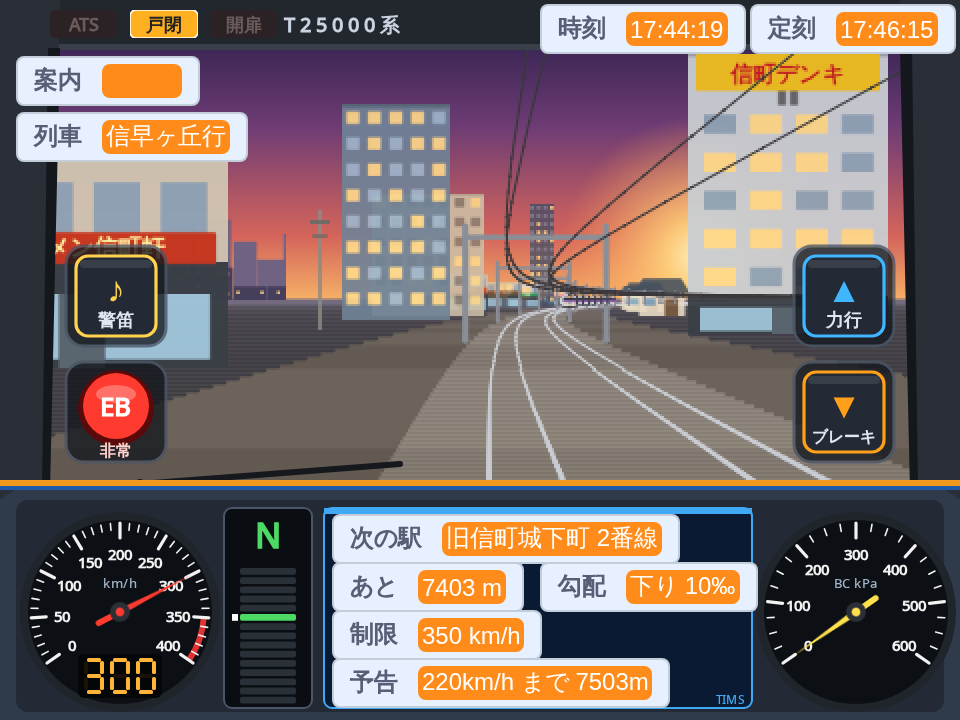 ATS 戸閉 開扉 T25000系
時刻 17:44:19 定刻 17:46:15
案内
列車 信早ヶ丘行
信町デンキ
メン信町軒
♪
警笛
▲
力行
EB
非常
▼
ブレーキ
0 50 100 150 200 250 300 350 400
km/h
300
N
次の駅 旧信町城下町 2番線
あと 7403 m 勾配 下り 10‰
制限 350 km/h
予告 220km/h まで 7503m
TIMS
0 100 200 300 400 500 600
BC kPa